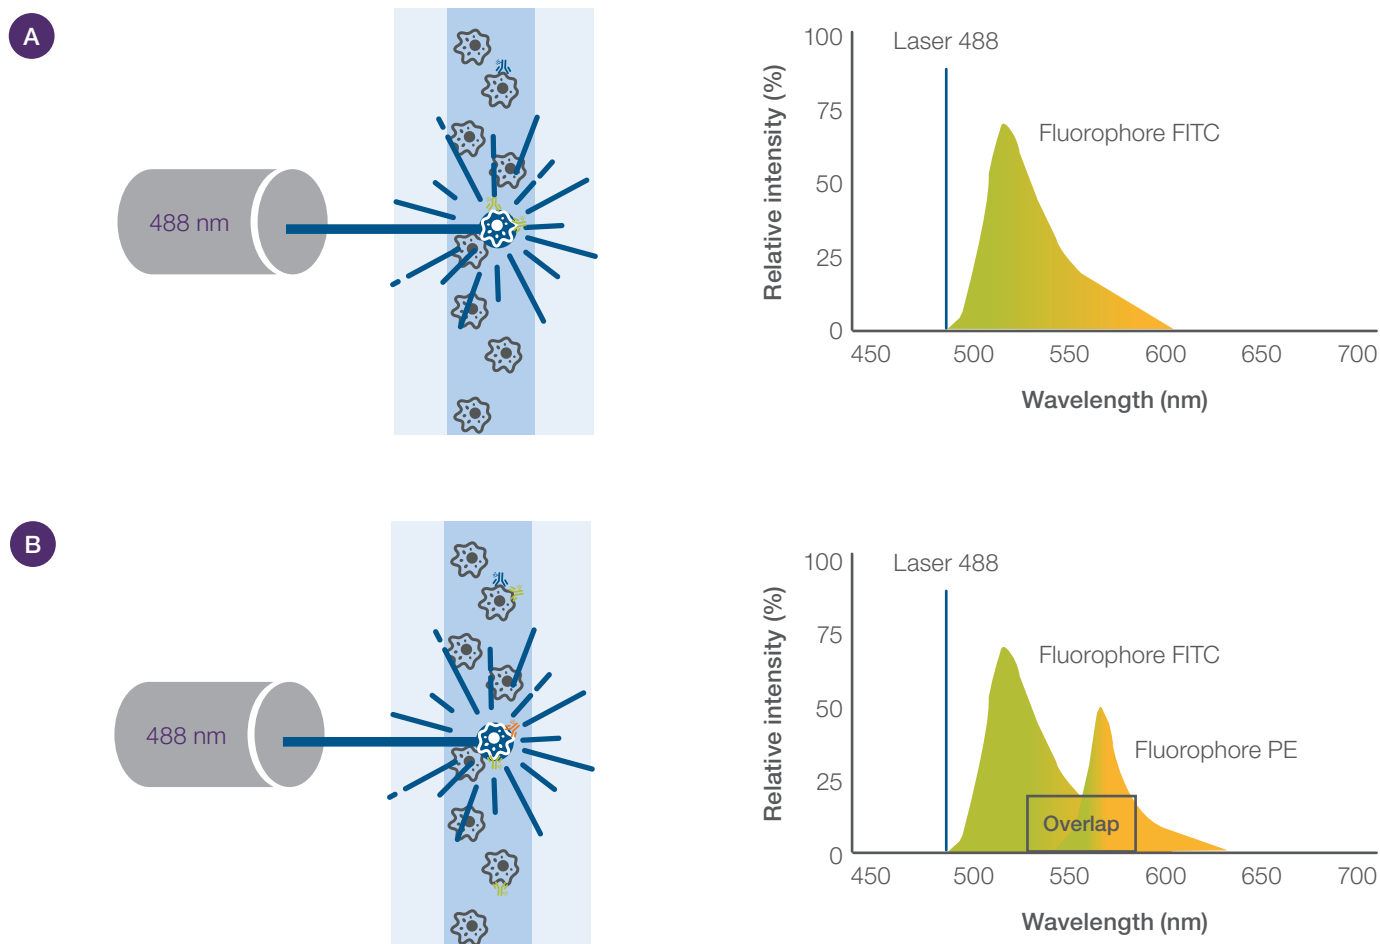 A
488 nm
Laser 488
Fluorophore FITC
Relative intensity (%)
100
75
50
25
0
450 500 550 600 650 700
Wavelength (nm)
B
488 nm
Laser 488
Fluorophore FITC
Fluorophore PE
Overlap
Relative intensity (%)
100
75
50
25
0
450 500 550 600 650 700
Wavelength (nm)